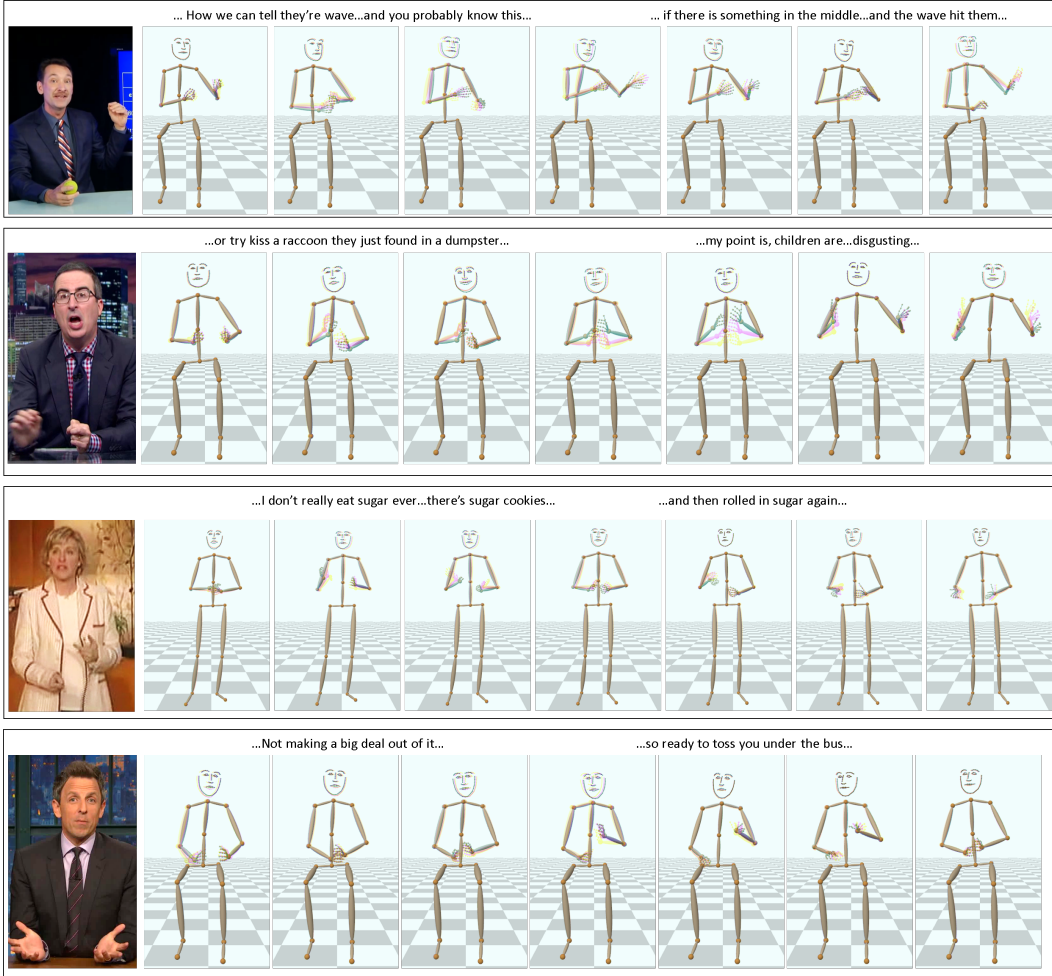 ... How we can tell they're wave...and you probably know this...
... if there is something in the middle...and the wave hit them...
...or try kiss a raccoon they just found in a dumpster...
...my point is, children are...disgusting...
...I don't really eat sugar ever...there's sugar cookies...
...and then rolled in sugar again...
...Not making a big deal out of it...
...so ready to toss you under the bus...